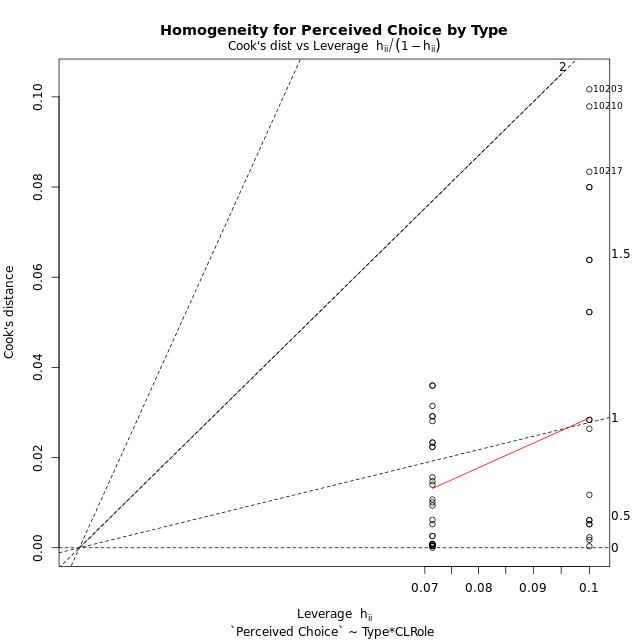 Homogeneity for Perceived Choice by Type
Cook's dist vs Leverage hii/(1−hii)
2
10203
10210
10217
1.5
1
0.5
0
0.10
0.08
0.06
0.04
0.02
0.00
Cook's distance
0.07 0.08 0.09 0.1
Leverage hii
`Perceived Choice` ~ Type*CLRole